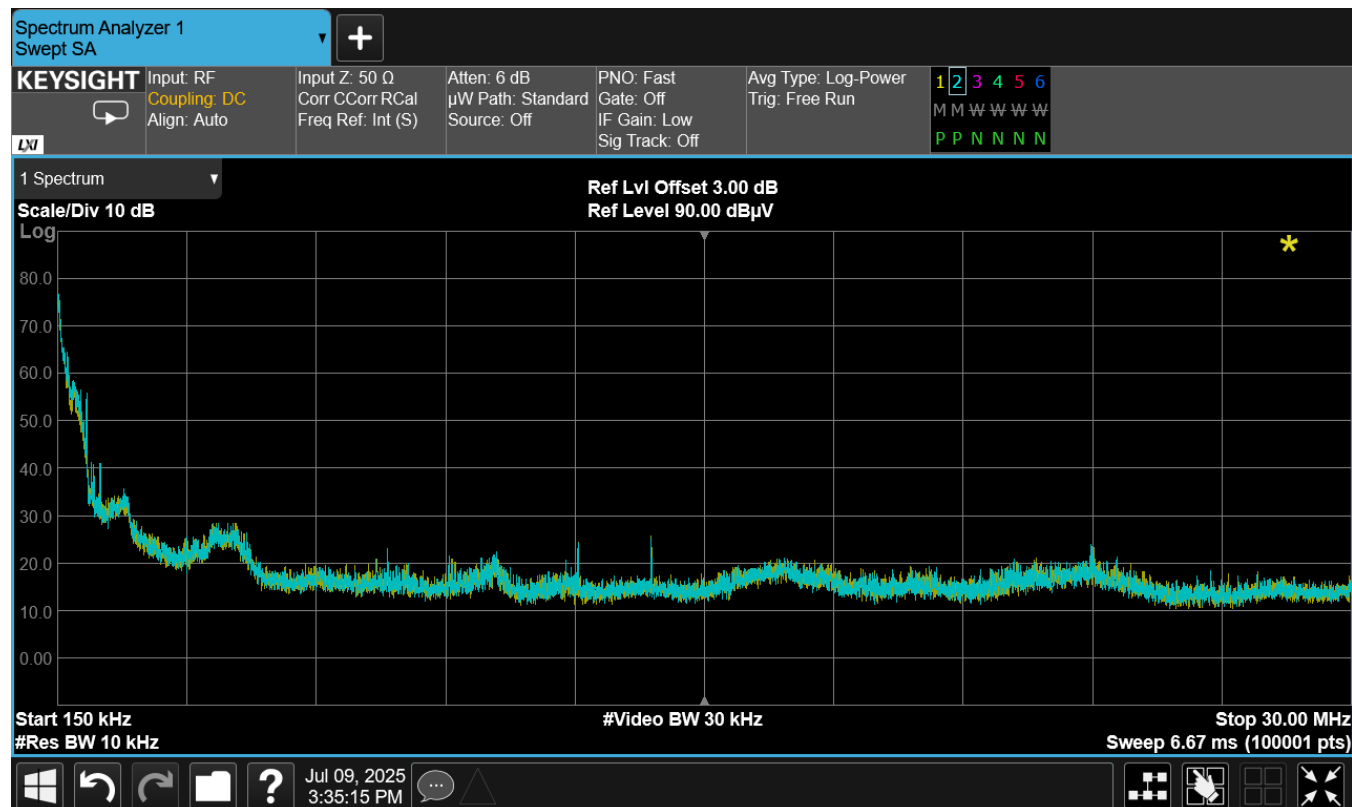 Spectrum Analyzer 1
Swept SA
KEYSIGHT
LXI
Input: RF
Coupling: DC
Align: Auto
Input Z: 50 Ω
Corr CCorr RCal
Freq Ref: Int (S)
Atten: 6 dB
µW Path: Standard
Source: Off
PNO: Fast
Gate: Off
IF Gain: Low
Sig Track: Off
Avg Type: Log-Power
Trig: Free Run
1 2 3 4 5 6
M M W W W W
P P N N N N
1 Spectrum
Scale/Div 10 dB
Log
Ref Lvl Offset 3.00 dB
Ref Level 90.00 dBµV
*
80.0
70.0
60.0
50.0
40.0
30.0
20.0
10.0
0.00
Start 150 kHz
#Res BW 10 kHz
#Video BW 30 kHz
Stop 30.00 MHz
Sweep 6.67 ms (100001 pts)
?
Jul 09, 2025
3:35:15 PM